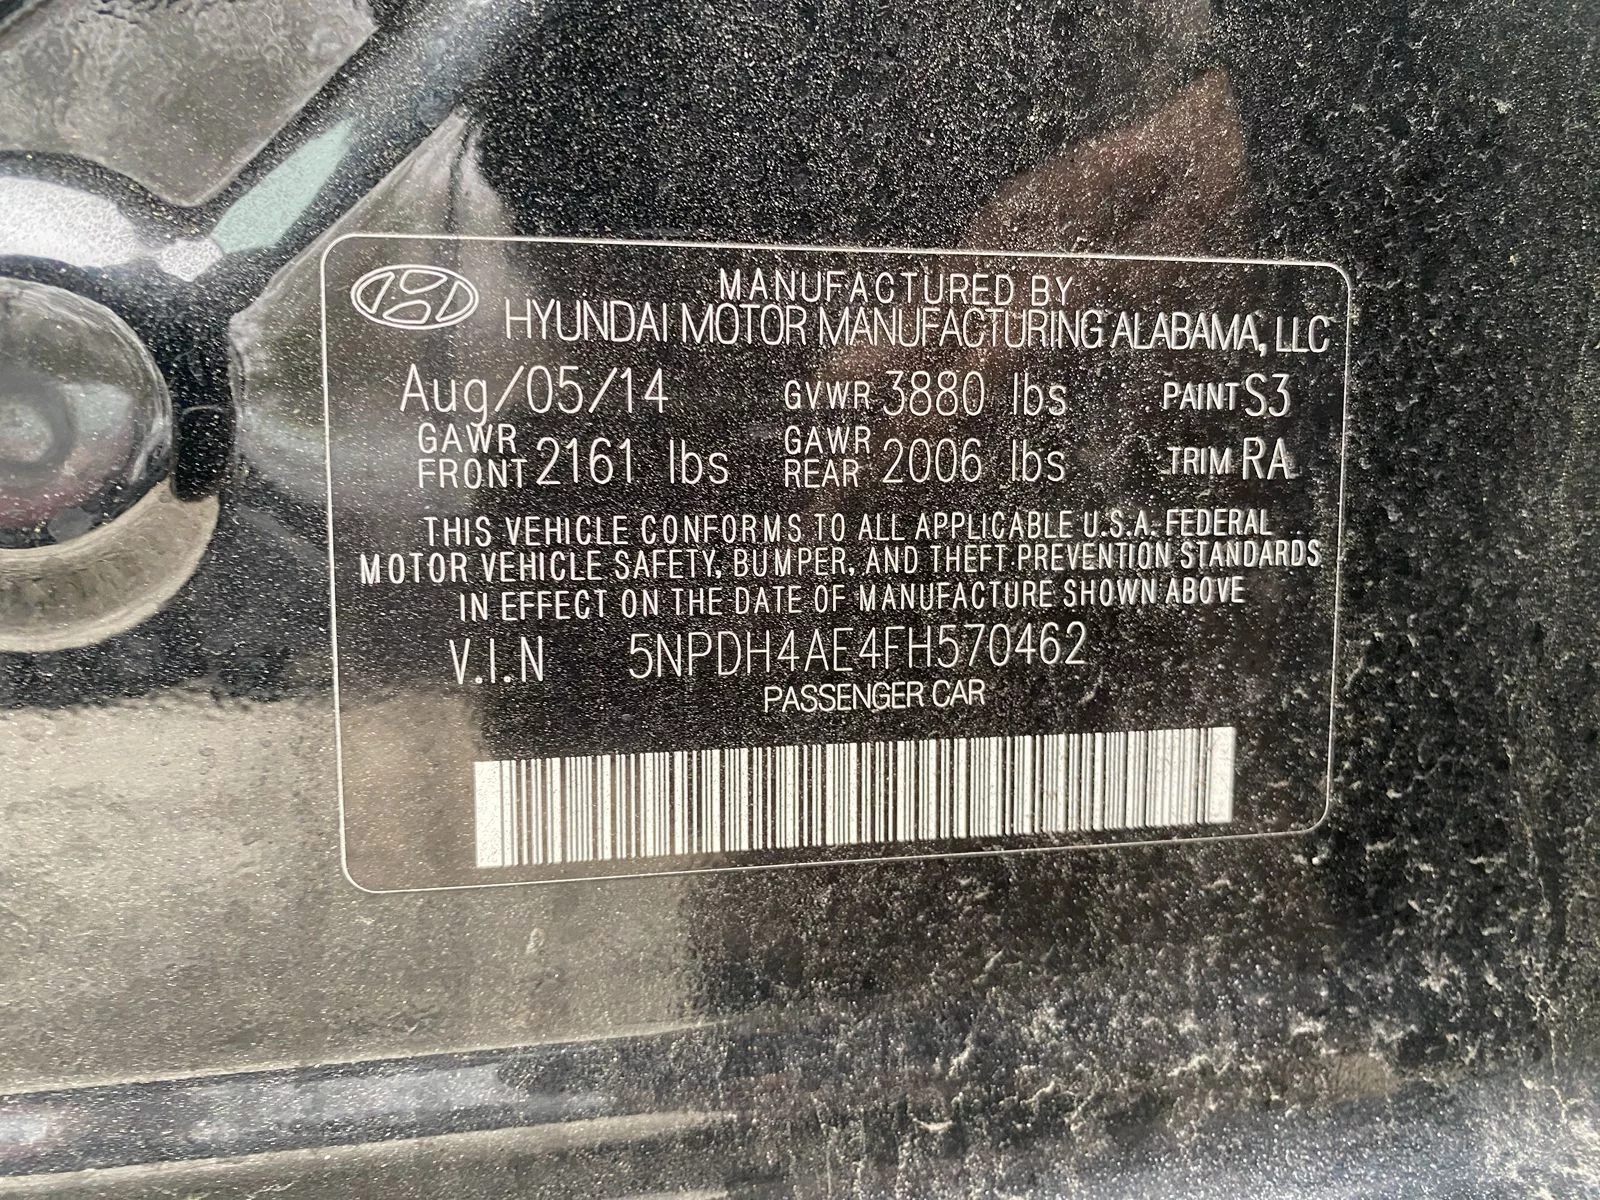 MANUFACTURED BY
HYUNDAI MOTOR MANUFACTURING ALABAMA, LLC
Aug/05/14 GVWR 3880 lbs PAINT S3
GAWR FRONT 2161 lbs GAWR REAR 2006 lbs TRIM RA
THIS VEHICLE CONFORMS TO ALL APPLICABLE U.S.A. FEDERAL
MOTOR VEHICLE SAFETY, BUMPER, AND THEFT PREVENTION STANDARDS
IN EFFECT ON THE DATE OF MANUFACTURE SHOWN ABOVE
V.I.N 5NPDH4AE4FH570462
PASSENGER CAR